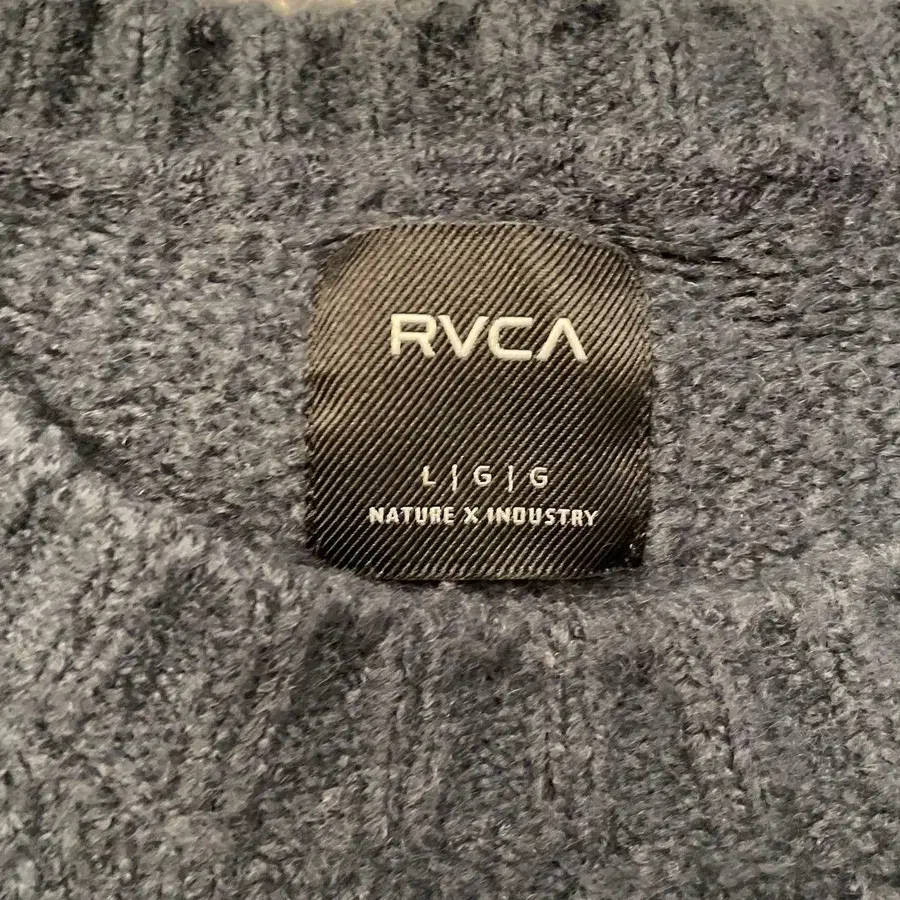 RVCA
L | G | G
NATURE X INDUSTRY